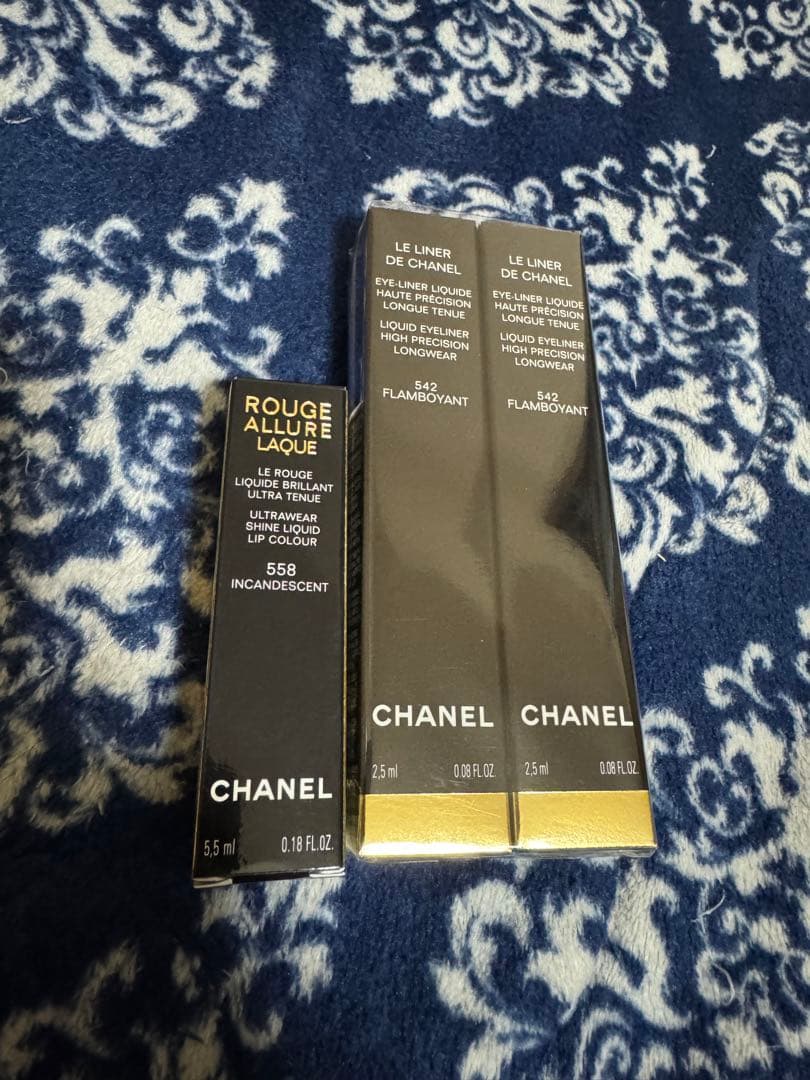 ROUGE
ALLURE
LAQUE
LE ROUGE
LIQUIDE BRILLANT
ULTRA TENUE
ULTRAWEAR
SHINE LIQUID
LIP COLOUR
558
INCANDESCENT
CHANEL
5,5 ml 0.18 FL.OZ.
LE LINER
DE CHANEL
EYE-LINER LIQUIDE
HAUTE PRÉCISION
LONGUE TENUE
LIQUID EYELINER
HIGH PRECISION
LONGWEAR
542
FLAMBOYANT
CHANEL
2,5 ml 0.08 FL.OZ.
LE LINER
DE CHANEL
EYE-LINER LIQUIDE
HAUTE PRÉCISION
LONGUE TENUE
LIQUID EYELINER
HIGH PRECISION
LONGWEAR
542
FLAMBOYANT
CHANEL
2,5 ml 0.08 FL.OZ.